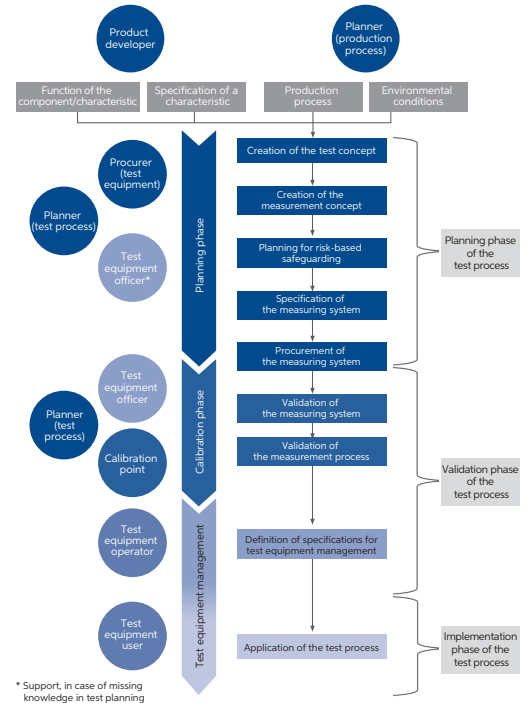 Product
developer
Planner
(production
process)
Function of the
component/characteristic
Specification of a
characteristic
Production
process
Environmental
conditions
Procurer
(test
equipment)
Planner
(test process)
Test
equipment
officer*
Planning phase
Creation of the test concept
Creation of the
measurement concept
Planning for risk-based
safeguarding
Specification of
the measuring system
Procurement of
the measuring system
Planning phase
of the
test process
Test
equipment
officer
Planner
(test
process)
Calibration
point
Calibration phase
Validation of
the measuring system
Validation of
the measurement process
Validation phase
of the
test process
Test
equipment
operator
Test equipment management
Definition of specifications for
test equipment management
Test
equipment
user
Application of the test process
Implementation
phase of the
test process
* Support, in case of missing
knowledge in test planning